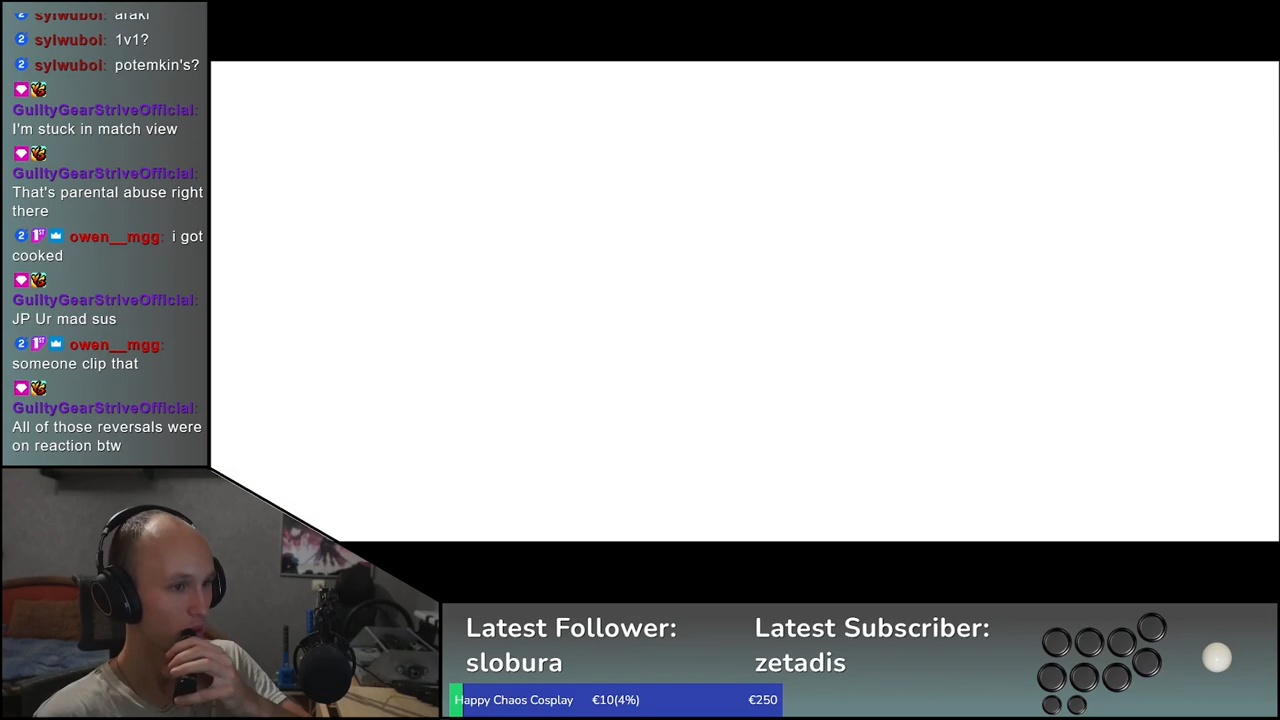 sylwuboi: araki
sylwuboi: 1v1?
sylwuboi: potemkin's?
GuiltyGearStriveOfficial:
I'm stuck in match view
GuiltyGearStriveOfficial:
That's parental abuse right
there
owen__mgg: i got
cooked
GuiltyGearStriveOfficial:
JP Ur mad sus
owen__mgg:
someone clip that
GuiltyGearStriveOfficial:
All of those reversals were
on reaction btw
Latest Follower:
slobura
Latest Subscriber:
zetadis
Happy Chaos Cosplay €10(4%) €250